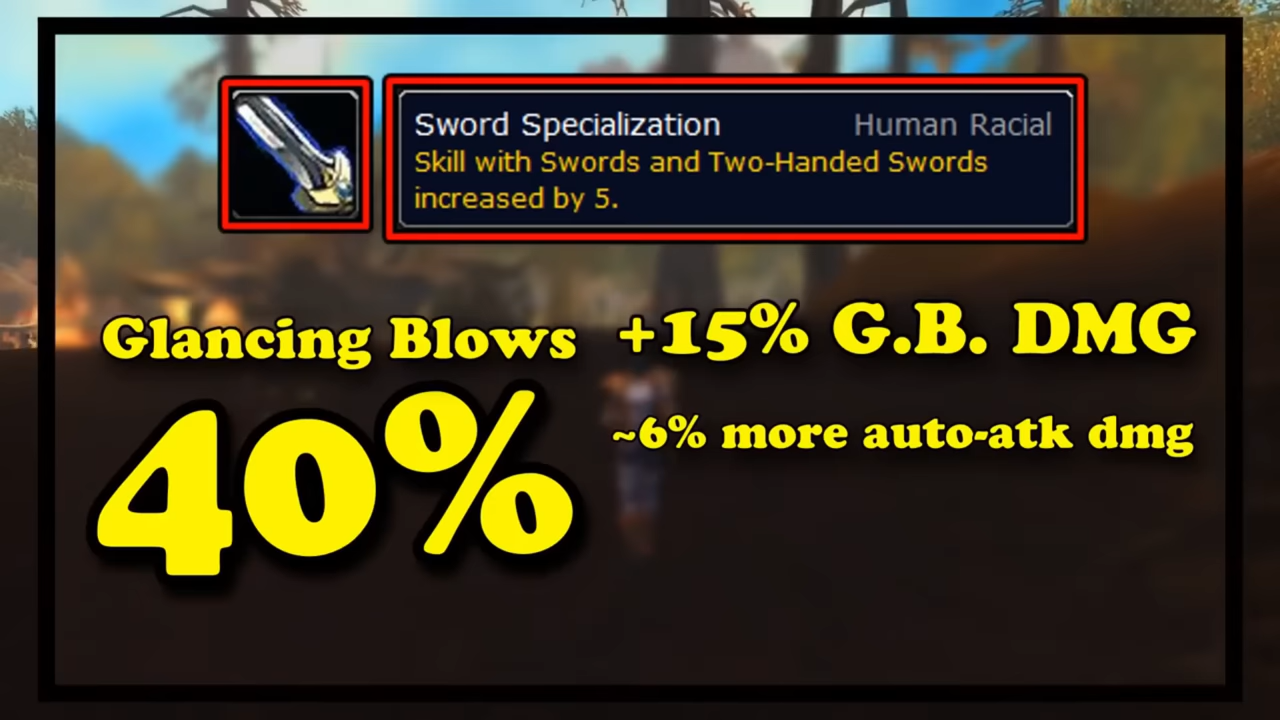 Sword Specialization Human Racial
Skill with Swords and Two-Handed Swords
increased by 5.
Glancing Blows +15% G.B. DMG
40% ~6% more auto-atk dmg